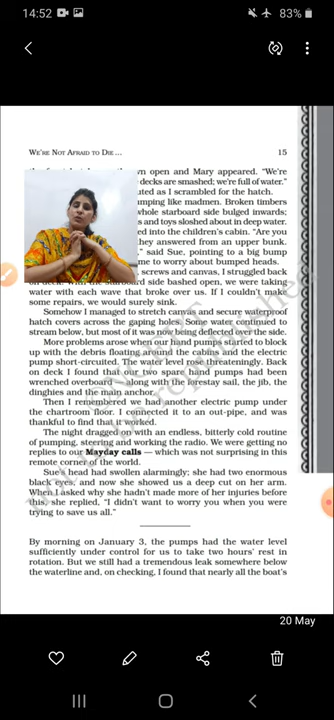 14:52
83%
WE'RE NOT AFRAID TO DIE ...
15
open and Mary appeared. "We're
decks are smashed; we're full of water."
as I scrambled for the hatch.
like madmen. Broken timbers
whole starboard side bulged inwards;
and toys sloshed about in deep water.
into the children's cabin. "Are you
they answered from an upper bunk.
said Sue, pointing to a big bump
to worry about bumped heads.
screws and canvas, I struggled back
side bashed open, we were taking
water with each wave that broke over us. If I couldn't make
some repairs, we would surely sink.
Somehow I managed to stretch canvas and secure waterproof
hatch covers across the gaping holes. Some water continued to
stream below, but most of it was now being deflected over the side.
More problems arose when our hand pumps started to block
up with the debris floating around the cabins and the electric
pump short-circuited. The water level rose threateningly. Back
on deck I found that our two spare hand pumps had been
wrenched overboard — along with the forestay sail, the jib, the
dinghies and the main anchor.
Then I remembered we had another electric pump under
the chartroom floor. I connected it to an out-pipe, and was
thankful to find that it worked.
The night dragged on with an endless, bitterly cold routine
of pumping, steering and working the radio. We were getting no
replies to our Mayday calls — which was not surprising in this
remote corner of the world.
Sue's head had swollen alarmingly; she had two enormous
black eyes, and now she showed us a deep cut on her arm.
When I asked why she hadn't made more of her injuries before
this, she replied, "I didn't want to worry you when you were
trying to save us all."
By morning on January 3, the pumps had the water level
sufficiently under control for us to take two hours' rest in
rotation. But we still had a tremendous leak somewhere below
the waterline and, on checking, I found that nearly all the boat's
20 May